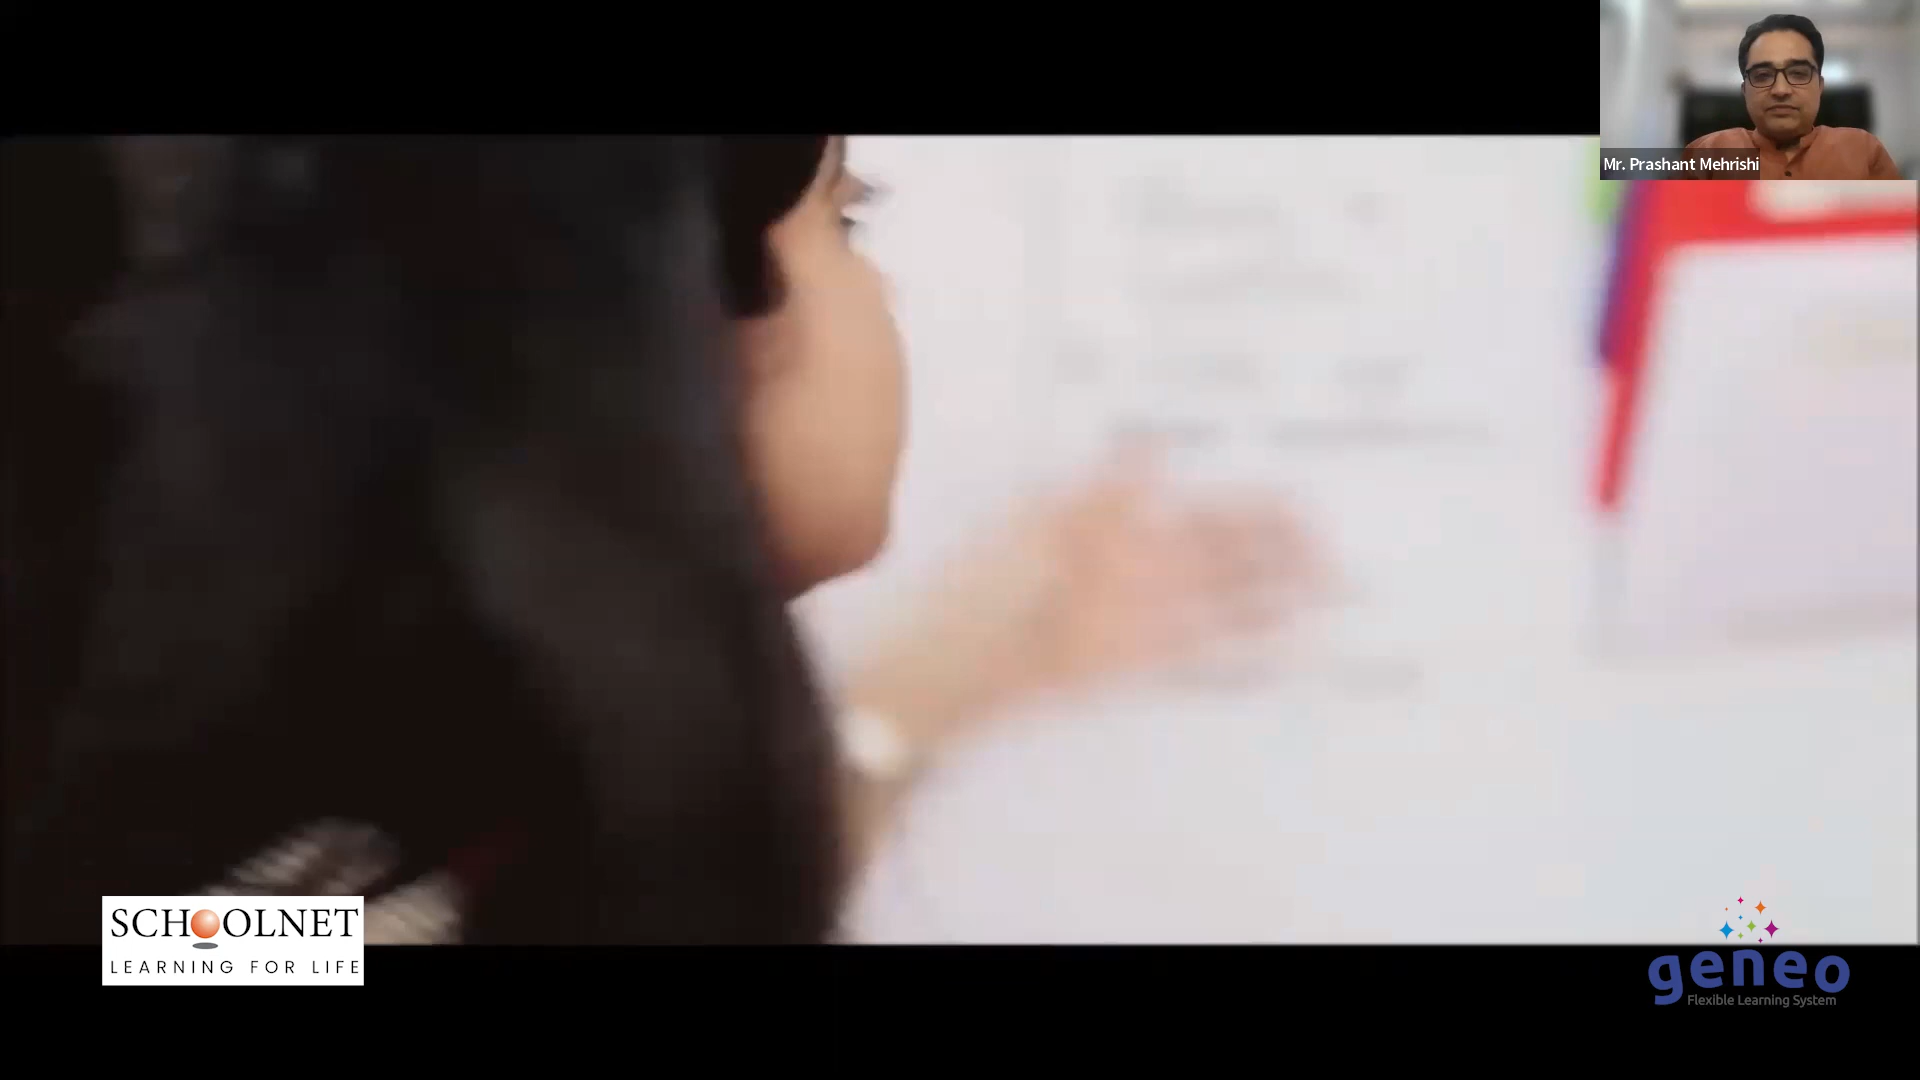 Mr. Prashant Mehrishi
SCHOOLNET
LEARNING FOR LIFE
geneo
Flexible Learning System